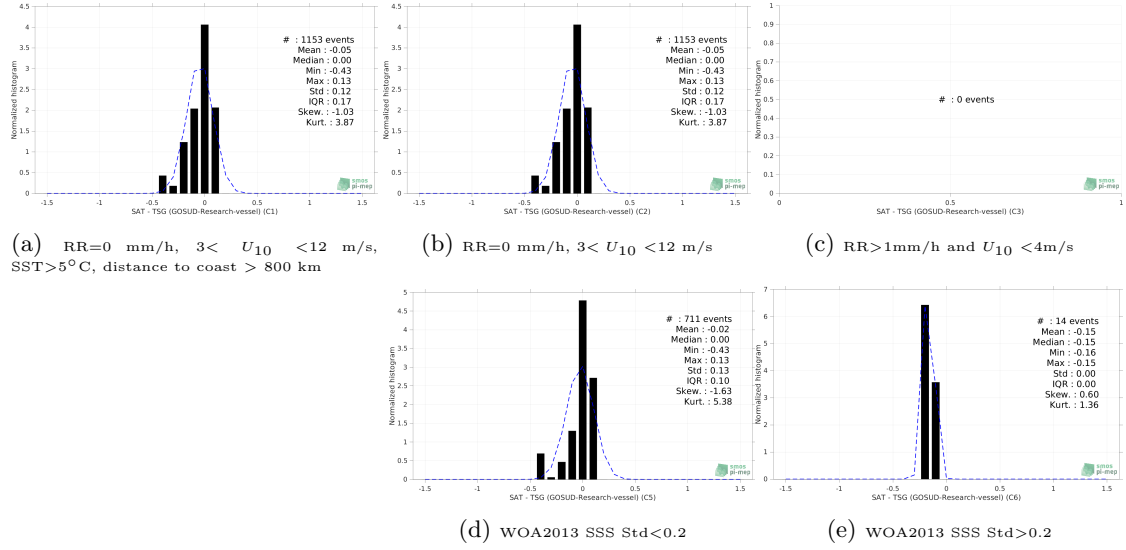 4.5
4
3.5
3
2.5
2
1.5
1
0.5
0
Normalized histogram
# : 1153 events
Mean : -0.05
Median : 0.00
Min : -0.43
Max : 0.13
Std : 0.12
IQR : 0.17
Skew. : -1.03
Kurt. : 3.87
smos
pi-mep
-1.5 -1 -0.5 0 0.5 1 1.5
SAT - TSG (GOSUD-Research-vessel) (C1)
(a) RR=0 mm/h, 3< U10 <12 m/s,
SST>5°C, distance to coast > 800 km
4.5
4
3.5
3
2.5
2
1.5
1
0.5
0
Normalized histogram
# : 1153 events
Mean : -0.05
Median : 0.00
Min : -0.43
Max : 0.13
Std : 0.12
IQR : 0.17
Skew. : -1.03
Kurt. : 3.87
smos
pi-mep
-1.5 -1 -0.5 0 0.5 1 1.5
SAT - TSG (GOSUD-Research-vessel) (C2)
(b) RR=0 mm/h, 3< U10 <12 m/s
1
0.9
0.8
0.7
0.6
0.5
0.4
0.3
0.2
0.1
0
Normalized histogram
# : 0 events
smos
pi-mep
0 0.5 1
SAT - TSG (GOSUD-Research-vessel) (C3)
(c) RR>1mm/h and U10 <4m/s
5
4.5
4
3.5
3
2.5
2
1.5
1
0.5
0
Normalized histogram
# : 711 events
Mean : -0.02
Median : 0.00
Min : -0.43
Max : 0.13
Std : 0.13
IQR : 0.10
Skew. : -1.63
Kurt. : 5.38
smos
pi-mep
-1.5 -1 -0.5 0 0.5 1 1.5
SAT - TSG (GOSUD-Research-vessel) (C5)
(d) WOA2013 SSS Std<0.2
7
6
5
4
3
2
1
0
Normalized histogram
# : 14 events
Mean : -0.15
Median : -0.15
Min : -0.16
Max : -0.15
Std : 0.00
IQR : 0.00
Skew. : 0.60
Kurt. : 1.36
smos
pi-mep
-1.5 -1 -0.5 0 0.5 1 1.5
SAT - TSG (GOSUD-Research-vessel) (C6)
(e) WOA2013 SSS Std>0.2